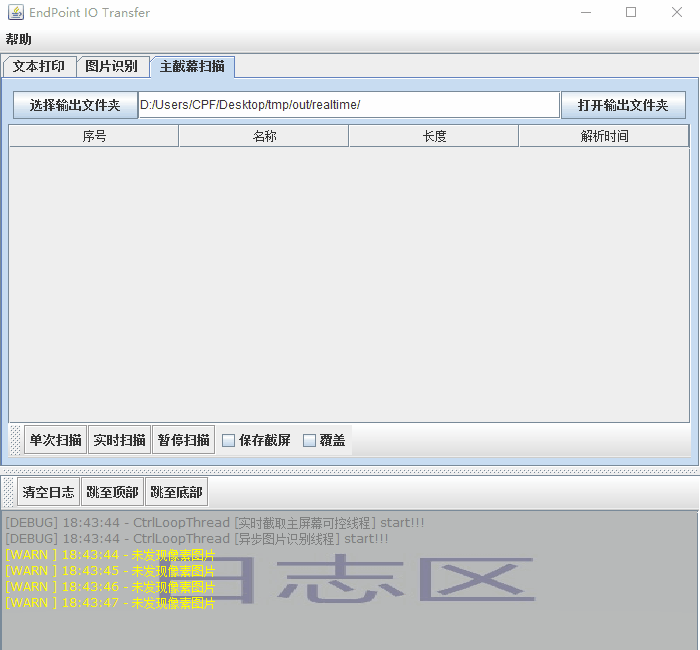 EndPoint IO Transfer
帮助
文本打印 图片识别 主截幕扫描
选择输出文件夹 D:/Users/CPF/Desktop/tmp/out/realtime/ 打开输出文件夹
序号 名称 长度 解析时间
单次扫描 实时扫描 暂停扫描 保存截屏 覆盖
清空日志 跳至顶部 跳至底部
[DEBUG] 18:43:44 - CtrlLoopThread [实时截取主屏幕可控线程] start!!!
[DEBUG] 18:43:44 - CtrlLoopThread [异步图片识别线程] start!!!
[WARN ] 18:43:44 - 未发现像素图片
[WARN ] 18:43:45 - 未发现像素图片
[WARN ] 18:43:46 - 未发现像素图片
[WARN ] 18:43:47 - 未发现像素图片
日志区